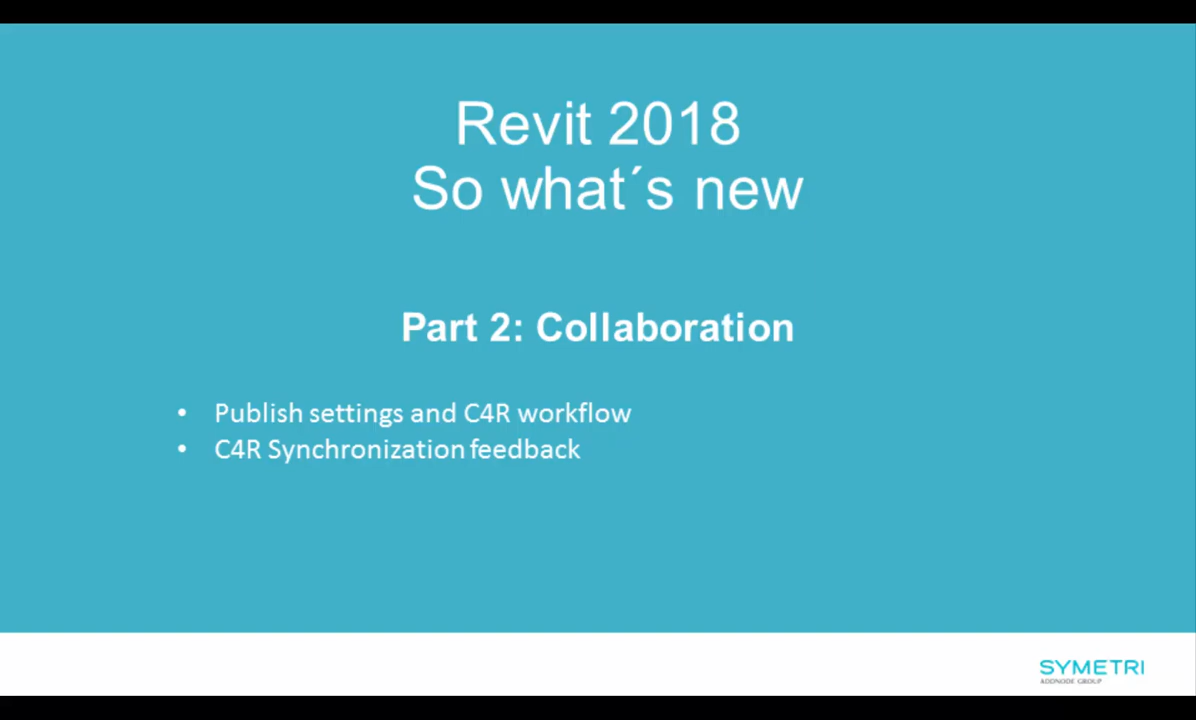 Revit 2018
So what´s new
Part 2: Collaboration
• Publish settings and C4R workflow
• C4R Synchronization feedback
SYMETRI
ADDNODE GROUP